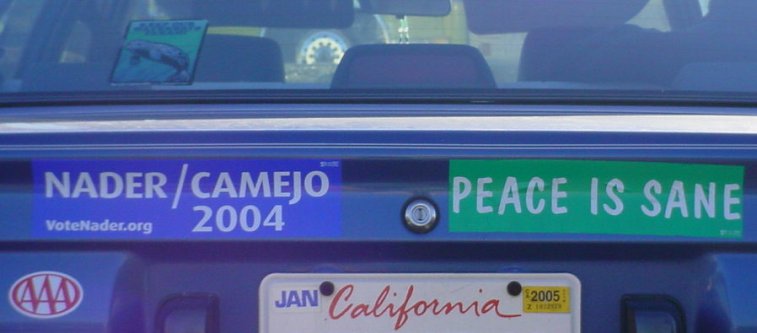 NADER/CAMEJO
2004
VoteNader.org
PEACE IS SANE
AAA
JAN California 2005